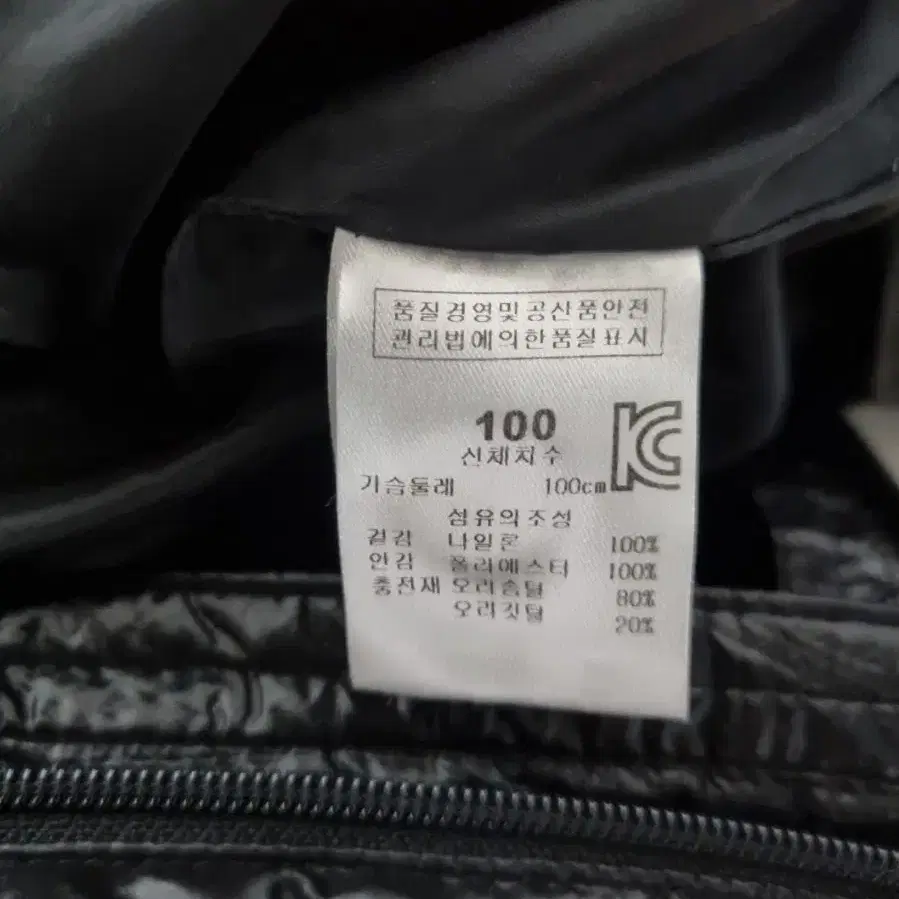 품질경영및공산품안전
관리법에의한품질표시
100
신체치수
기슴둘레 100cm
섬유의조성
겉감 나일론 100%
안감 폴리에스터 100%
충전재 오리솜털 80%
오리깃털 20%